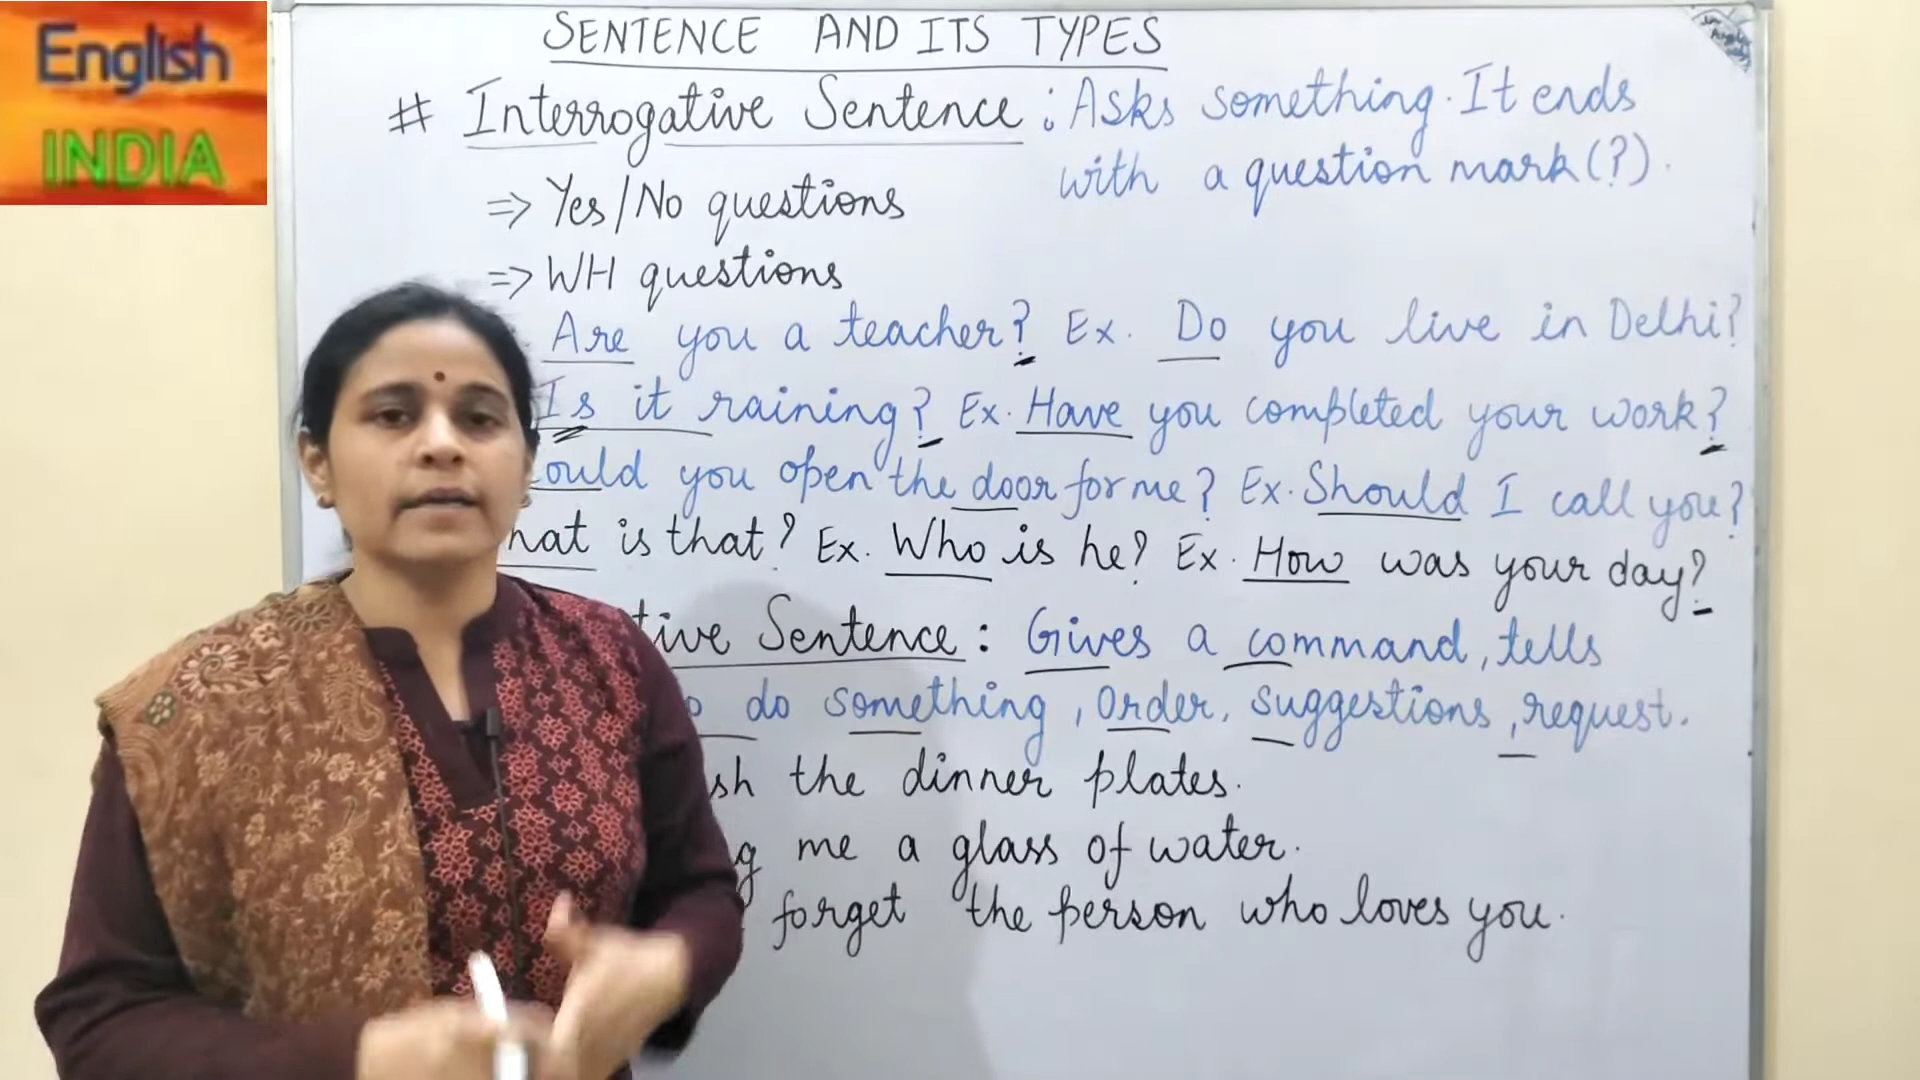 English
INDIA
SENTENCE AND ITS TYPES
# Interrogative Sentence : Asks something. It ends
with a question mark (?).
⇒ Yes/No questions
⇒ WH questions
Are you a teacher? Ex. Do you live in Delhi?
Is it raining? Ex. Have you completed your work?
ould you open the door for me? Ex. Should I call you?
hat is that? Ex. Who is he? Ex. How was your day?
tive Sentence : Gives a command, tells
o do something, order, suggestions, request.
sh the dinner plates.
g me a glass of water.
forget the person who loves you.